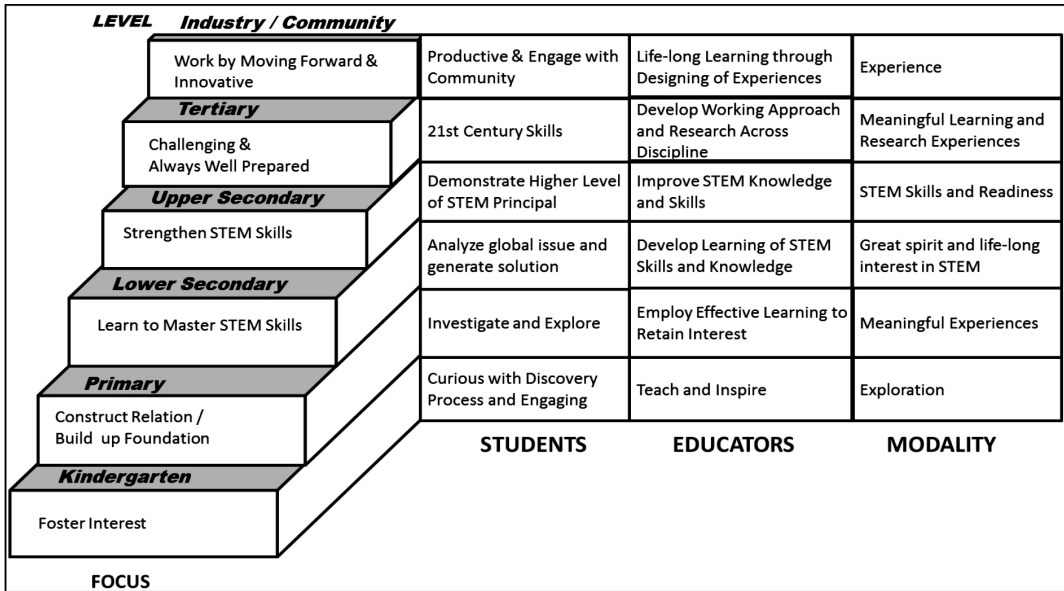 LEVEL Industry / Community
Work by Moving Forward &
Innovative
Productive & Engage with
Community
Life-long Learning through
Designing of Experiences
Experience
Tertiary
Challenging &
Always Well Prepared
21st Century Skills
Develop Working Approach
and Research Across
Discipline
Meaningful Learning and
Research Experiences
Upper Secondary
Strengthen STEM Skills
Demonstrate Higher Level
of STEM Principal
Improve STEM Knowledge
and Skills
STEM Skills and Readiness
Lower Secondary
Learn to Master STEM Skills
Analyze global issue and
generate solution
Develop Learning of STEM
Skills and Knowledge
Great spirit and life-long
interest in STEM
Primary
Construct Relation /
Build up Foundation
Investigate and Explore
Employ Effective Learning to
Retain Interest
Meaningful Experiences
Kindergarten
Foster Interest
Curious with Discovery
Process and Engaging
Teach and Inspire
Exploration
FOCUS
STUDENTS
EDUCATORS
MODALITY